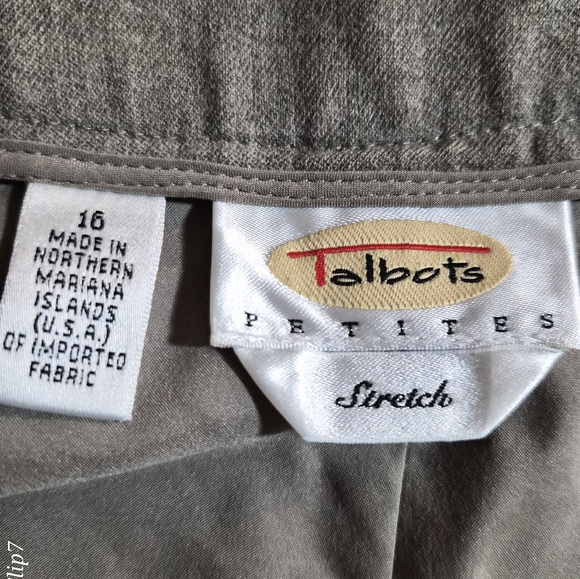 16
MADE IN
NORTHERN
MARIANA
ISLANDS
(U.S.A.)
OF IMPORTED
FABRIC
Talbots
PETITES
Stretch